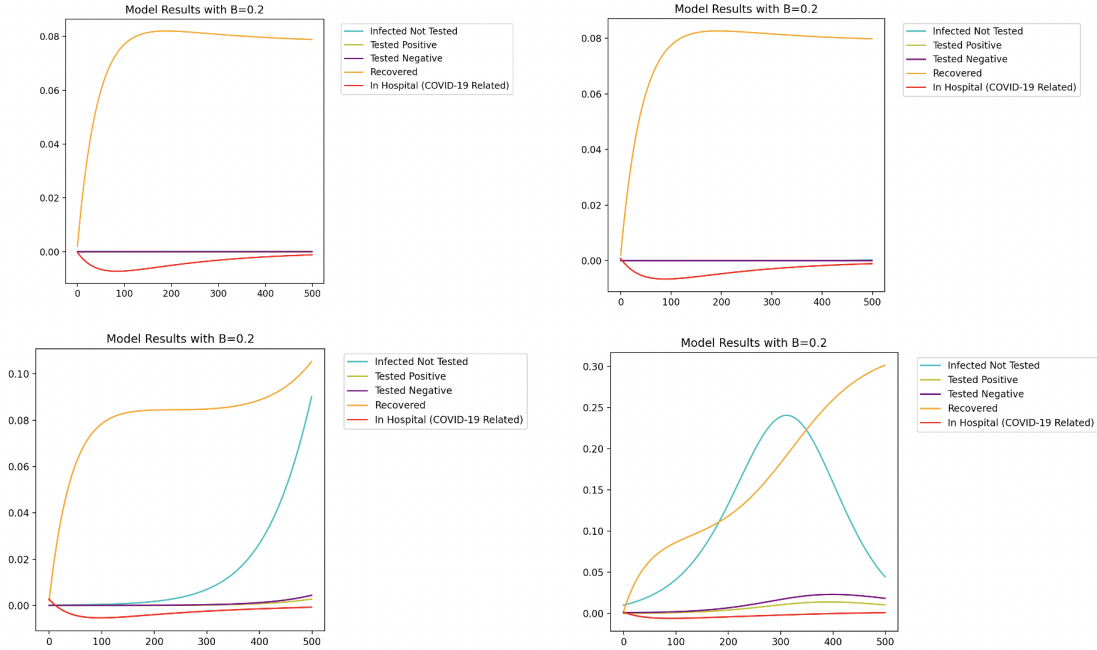 Model Results with B=0.2
0.08
0.06
0.04
0.02
0.00
0 100 200 300 400 500
Infected Not Tested
Tested Positive
Tested Negative
Recovered
In Hospital (COVID-19 Related)
Model Results with B=0.2
0.08
0.06
0.04
0.02
0.00
0 100 200 300 400 500
Infected Not Tested
Tested Positive
Tested Negative
Recovered
In Hospital (COVID-19 Related)
Model Results with B=0.2
0.10
0.08
0.06
0.04
0.02
0.00
0 100 200 300 400 500
Infected Not Tested
Tested Positive
Tested Negative
Recovered
In Hospital (COVID-19 Related)
Model Results with B=0.2
0.30
0.25
0.20
0.15
0.10
0.05
0.00
0 100 200 300 400 500
Infected Not Tested
Tested Positive
Tested Negative
Recovered
In Hospital (COVID-19 Related)